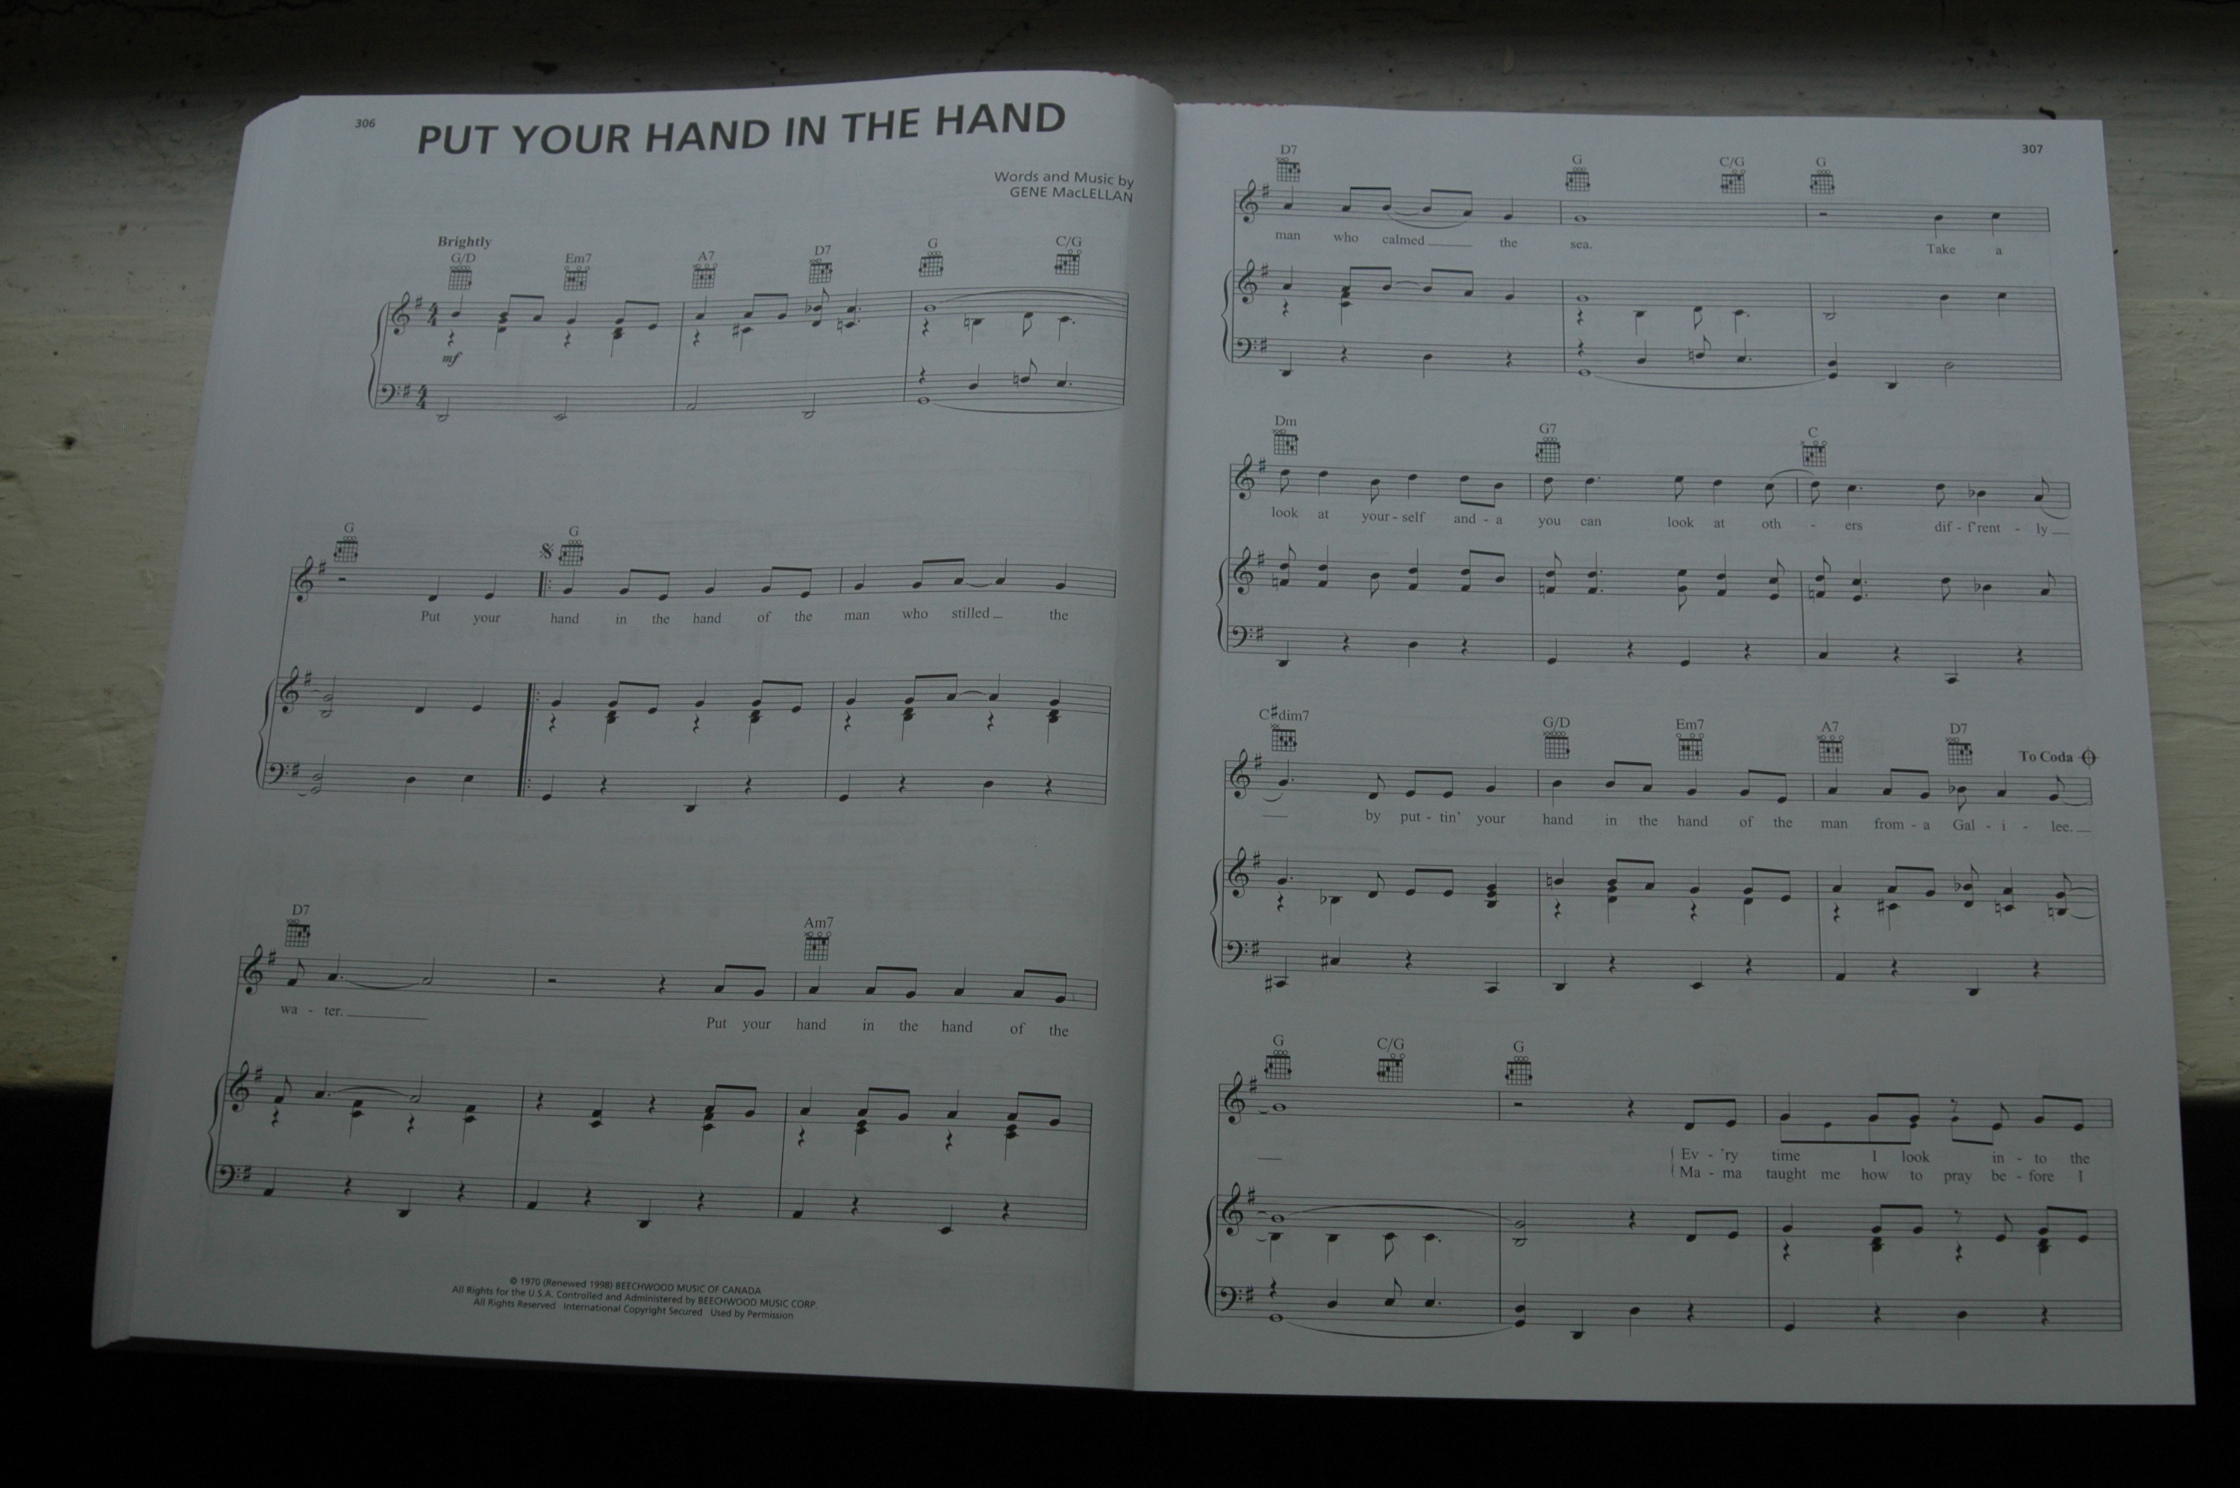 306
PUT YOUR HAND IN THE HAND
Words and Music by
GENE MacLELLAN
Brightly
G/D Em7 A7 D7 G C/G
mf
G G
Put your hand in the hand of the man who stilled the
D7 Am7
wa - ter. Put your hand in the hand of the
© 1970 (Renewed 1998) BEECHWOOD MUSIC OF CANADA
All Rights for the U.S.A. Controlled and Administered by BEECHWOOD MUSIC CORP.
All Rights Reserved International Copyright Secured Used by Permission
307
D7 G C/G G
man who calmed the sea. Take a
Dm G7 C
look at your - self and - a you can look at oth - ers dif - f'rent - ly
C#dim7 G/D Em7 A7 D7 To Coda
by put - tin' your hand in the hand of the man from - a Gal - i - lee.
G C/G G
Ev - 'ry time I look in - to the
Ma - ma taught me how to pray be - fore I